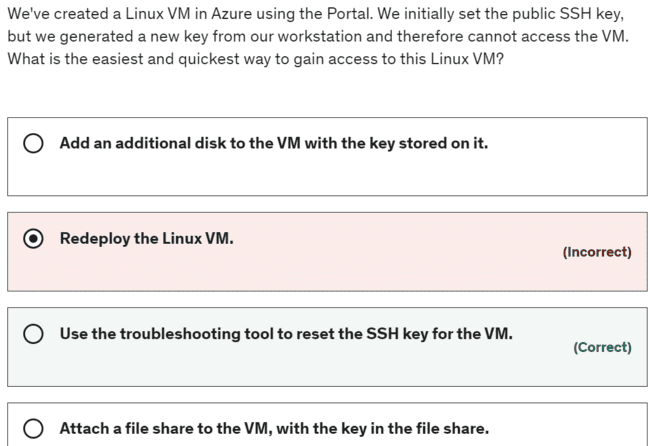 We've created a Linux VM in Azure using the Portal. We initially set the public SSH key,
but we generated a new key from our workstation and therefore cannot access the VM.
What is the easiest and quickest way to gain access to this Linux VM?
Add an additional disk to the VM with the key stored on it.
Redeploy the Linux VM.
(Incorrect)
Use the troubleshooting tool to reset the SSH key for the VM.
(Correct)
Attach a file share to the VM, with the key in the file share.